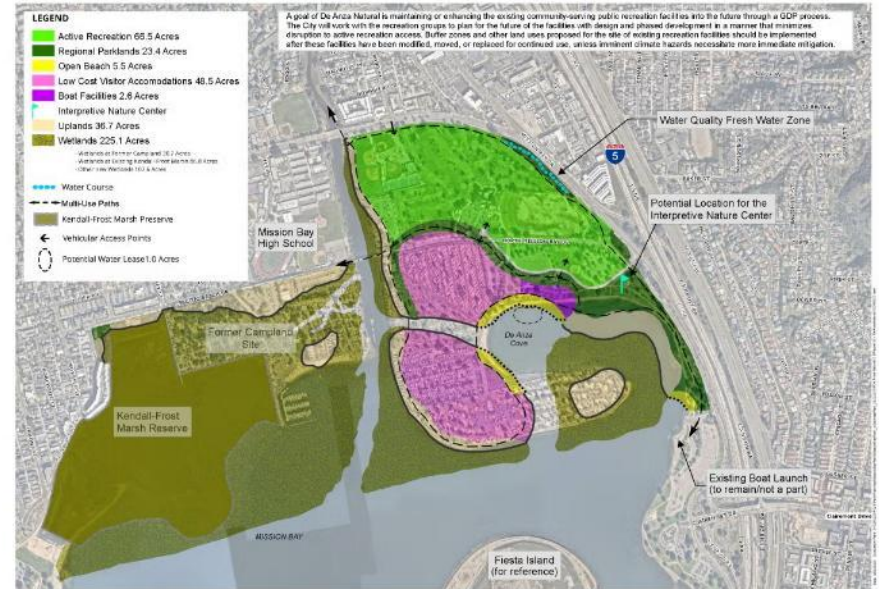 A goal of De Anza Natural is maintaining or enhancing the existing community-serving public recreation facilities into the future through a GDP process.
The City will work with the recreation groups to plan for the future of the facilities with design and phased development in a manner that minimizes
disruption to active recreation access. Buffer zones and other land uses proposed for the site of existing recreation facilities should be implemented
after these facilities have been modified, moved, or replaced for continued use, unless imminent climate hazards necessitate more immediate mitigation.
LEGEND
Active Recreation 66.5 Acres
Regional Parklands 23.4 Acres
Open Beach 5.5 Acres
Low Cost Visitor Accomodations 48.5 Acres
Boat Facilities 2.6 Acres
Interpretive Nature Center
Uplands 36.7 Acres
Wetlands 225.1 Acres
Water Course
Multi-Use Paths
Kendall-Frost Marsh Preserve
Vehicular Access Points
Potential Water Lease1.0 Acres
Water Quality Fresh Water Zone
5
Potential Location for the
Interpretive Nature Center
Mission Bay
High School
Former Campland
Site
De Anza
Cove
Kendall-Frost
Marsh Reserve
Existing Boat Launch
(to remain/not a part)
Clairemont Drive
MISSION BAY
Fiesta Island
(for reference)